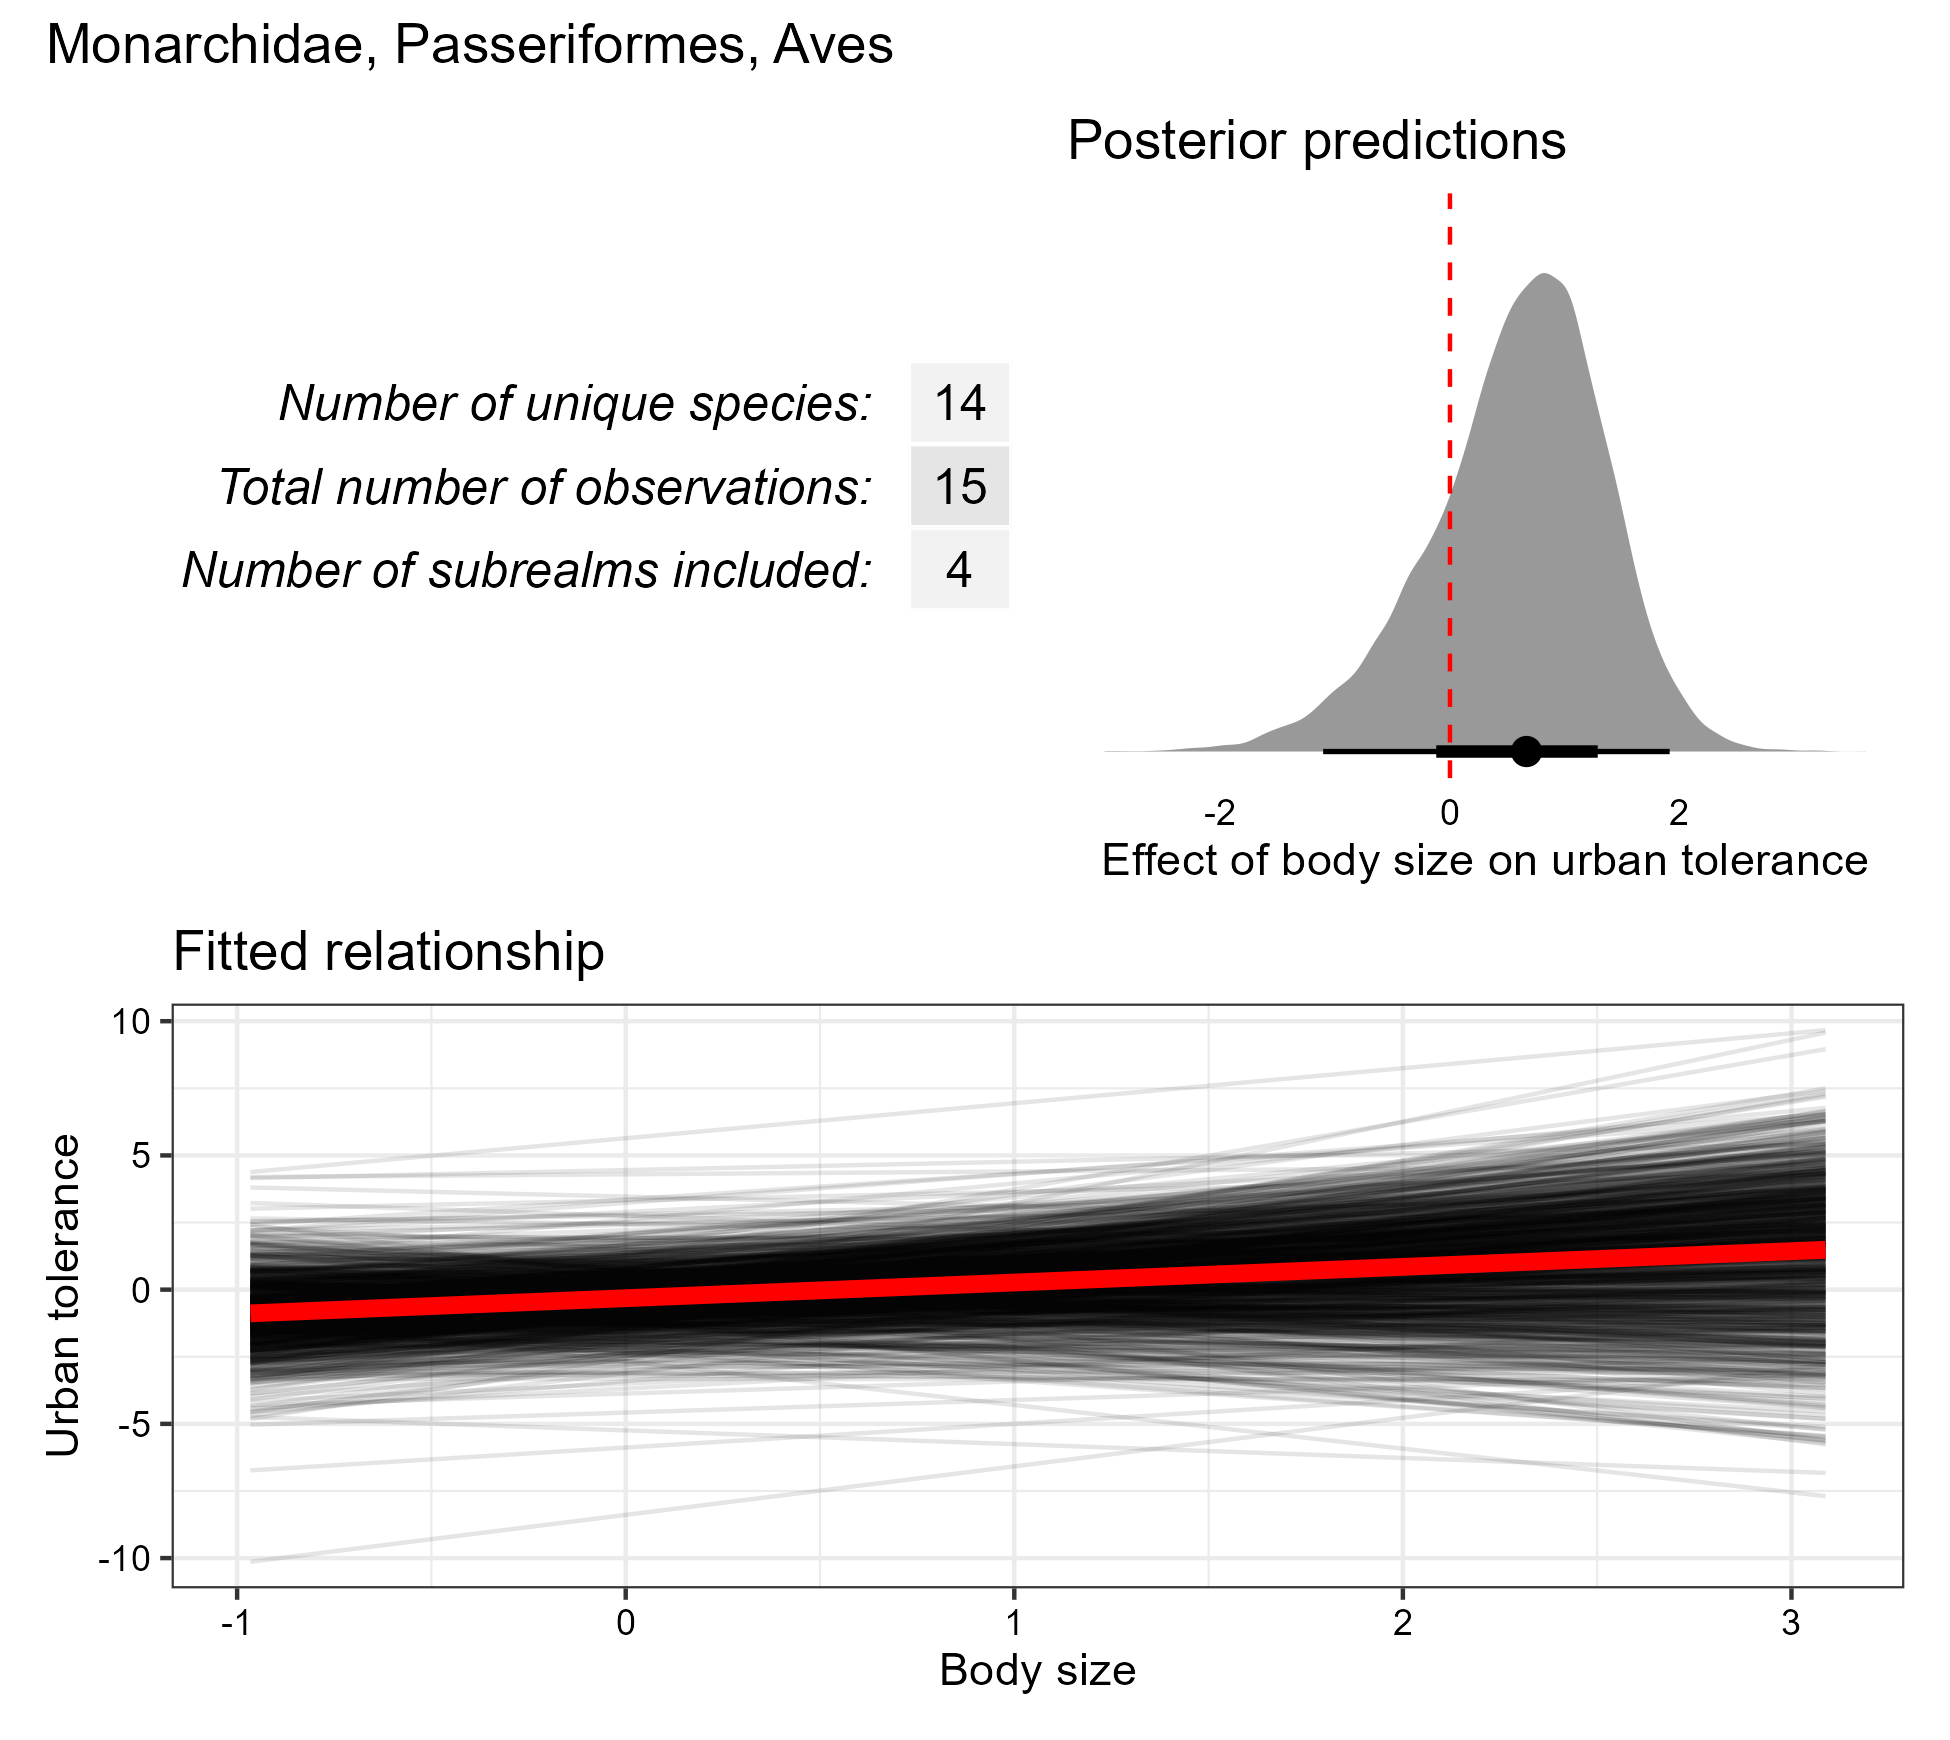 Monarchidae, Passeriformes, Aves
Posterior predictions
Number of unique species: 14
Total number of observations: 15
Number of subrealms included: 4
-2 0 2
Effect of body size on urban tolerance
Fitted relationship
10
5
0
-5
-10
Urban tolerance
-1 0 1 2 3
Body size